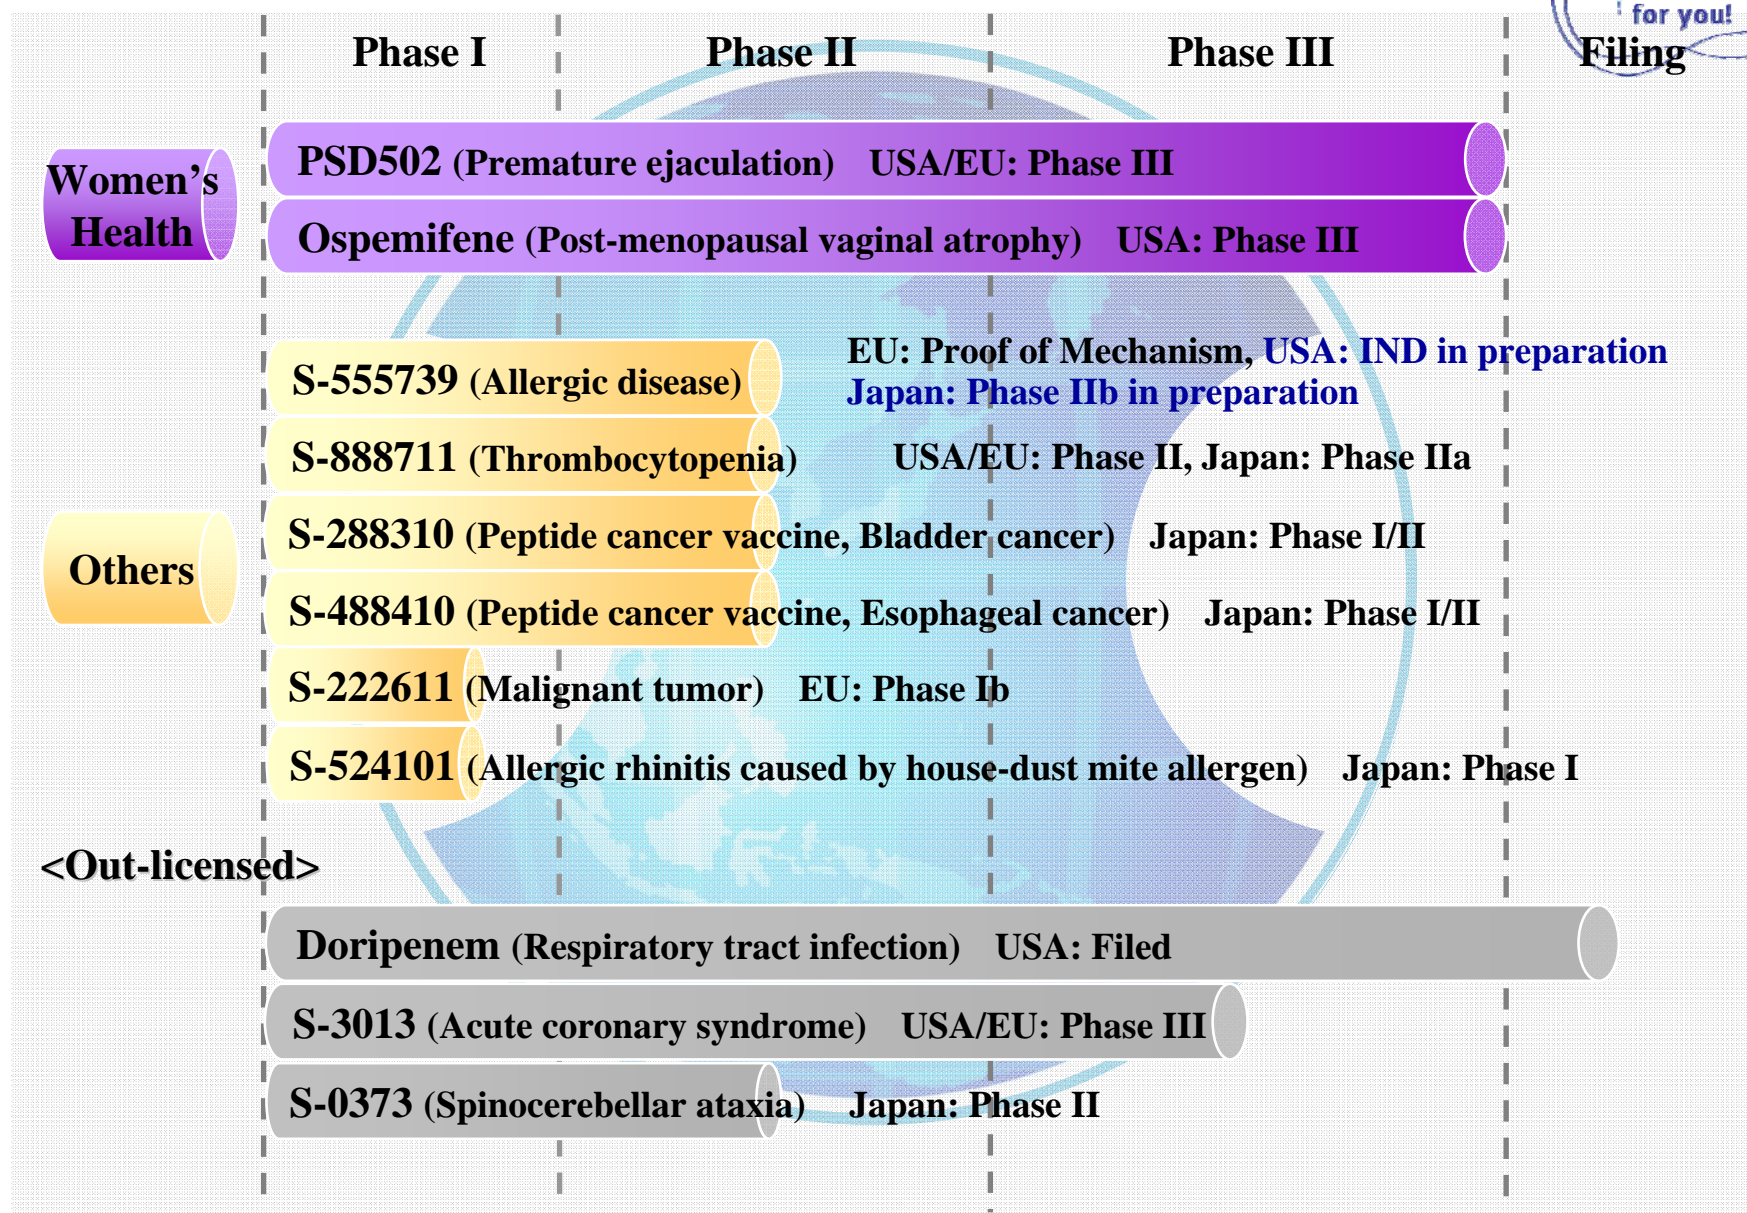 for you!
Phase I Phase II Phase III Filing
Women's
Health
PSD502 (Premature ejaculation) USA/EU: Phase III
Ospemifene (Post-menopausal vaginal atrophy) USA: Phase III
Others
S-555739 (Allergic disease)
EU: Proof of Mechanism, USA: IND in preparation
Japan: Phase IIb in preparation
S-888711 (Thrombocytopenia) USA/EU: Phase II, Japan: Phase IIa
S-288310 (Peptide cancer vaccine, Bladder cancer) Japan: Phase I/II
S-488410 (Peptide cancer vaccine, Esophageal cancer) Japan: Phase I/II
S-222611 (Malignant tumor) EU: Phase Ib
S-524101 (Allergic rhinitis caused by house-dust mite allergen) Japan: Phase I
<Out-licensed>
Doripenem (Respiratory tract infection) USA: Filed
S-3013 (Acute coronary syndrome) USA/EU: Phase III
S-0373 (Spinocerebellar ataxia) Japan: Phase II